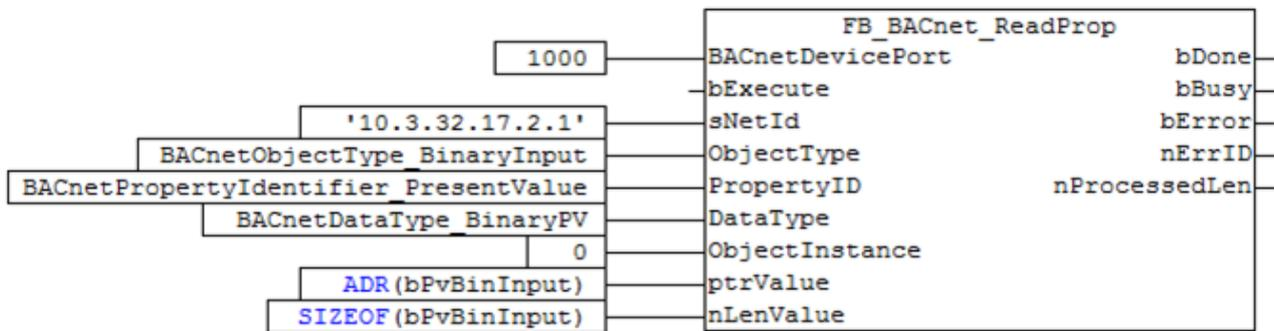 FB_BACnet_ReadProp
1000 BACnetDevicePort bDone
bExecute bBusy
'10.3.32.17.2.1' sNetId bError
BACnetObjectType_BinaryInput ObjectType nErrID
BACnetPropertyIdentifier_PresentValue PropertyID nProcessedLen
BACnetDataType_BinaryPV DataType
0 ObjectInstance
ADR(bPvBinInput) ptrValue
SIZEOF(bPvBinInput) nLenValue